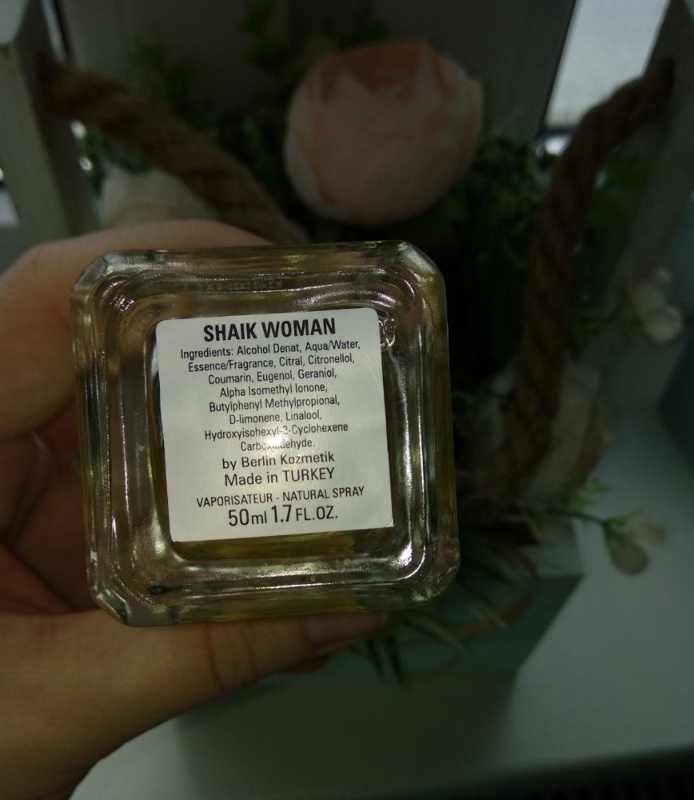 SHAIK WOMAN
Ingredients: Alcohol Denat, Aqua/Water,
Essence/Fragrance, Citral, Citronellol,
Coumarin, Eugenol, Geraniol,
Alpha Isomethyl Ionone,
Butylphenyl Methylpropional,
D-limonene, Linalool,
Hydroxyisohexyl-3-Cyclohexene
Carboxaldehyde.
by Berlin Kozmetik
Made in TURKEY
VAPORISATEUR - NATURAL SPRAY
50ml 1.7 FL.OZ.